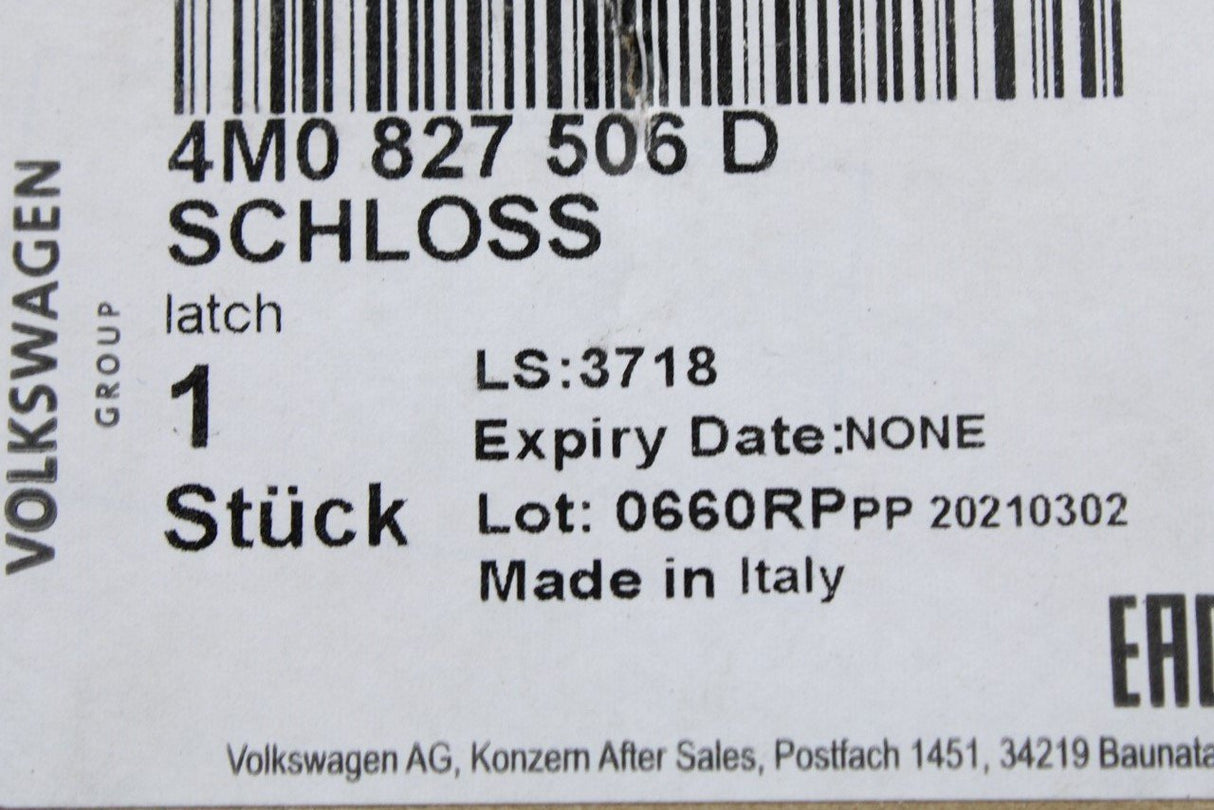 4M0 827 506 D
SCHLOSS
latch
1
Stück
LS:3718
Expiry Date:NONE
Lot: 0660RPPP 20210302
Made in Italy
VOLKSWAGEN
GROUP
EAC
Volkswagen AG, Konzern After Sales, Postfach 1451, 34219 Baunata